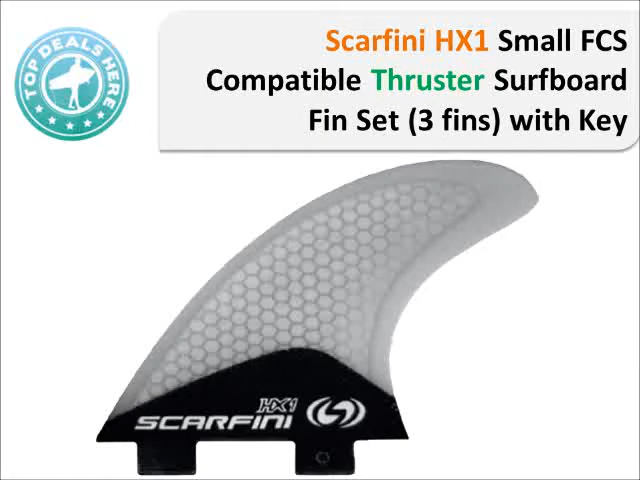 TOP DEALS HERE
Scarfini HX1 Small FCS
Compatible Thruster Surfboard
Fin Set (3 fins) with Key
HX1
SCARFINI